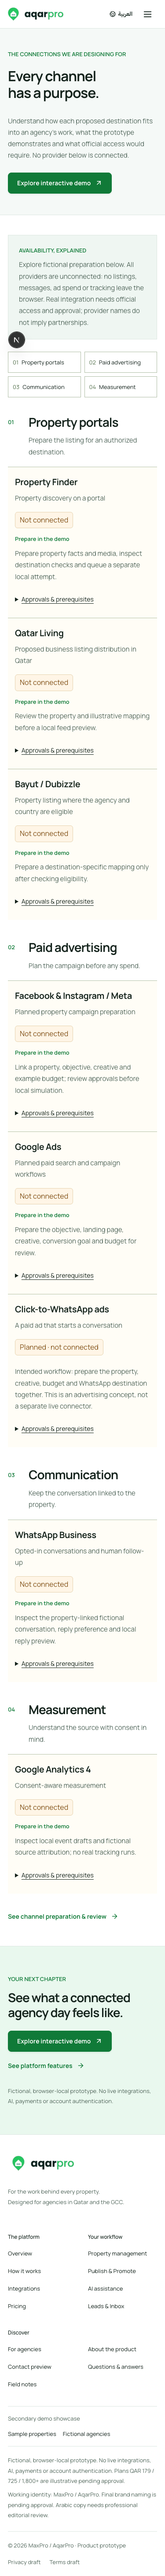 aqarpro
العربية
THE CONNECTIONS WE ARE DESIGNING FOR
Every channel
has a purpose.
Understand how each proposed destination fits
into an agency's work, what the prototype
demonstrates and what official access would
require. No provider below is connected.
Explore interactive demo
AVAILABILITY, EXPLAINED
Explore fictional preparation below. All
providers are unconnected: no listings,
messages, ad spend or tracking leave the
browser. Real integration needs official
access and approval; provider names do
not imply partnerships.
N
01 Property portals
02 Paid advertising
03 Communication
04 Measurement
01 Property portals
Prepare the listing for an authorized
destination.
Property Finder
Property discovery on a portal
Not connected
Prepare in the demo
Prepare property facts and media, inspect
destination checks and queue a separate
local attempt.
Approvals & prerequisites
Qatar Living
Proposed business listing distribution in
Qatar
Not connected
Prepare in the demo
Review the property and illustrative mapping
before a local feed preview.
Approvals & prerequisites
Bayut / Dubizzle
Property listing where the agency and
country are eligible
Not connected
Prepare in the demo
Prepare a destination-specific mapping only
after checking eligibility.
Approvals & prerequisites
02 Paid advertising
Plan the campaign before any spend.
Facebook & Instagram / Meta
Planned property campaign preparation
Not connected
Prepare in the demo
Link a property, objective, creative and
example budget; review approvals before
local simulation.
Approvals & prerequisites
Google Ads
Planned paid search and campaign
workflows
Not connected
Prepare in the demo
Prepare the objective, landing page,
creative, conversion goal and budget for
review.
Approvals & prerequisites
Click-to-WhatsApp ads
A paid ad that starts a conversation
Planned · not connected
Intended workflow: prepare the property,
creative, budget and WhatsApp destination
together. This is an advertising concept, not
a separate live connector.
Approvals & prerequisites
03 Communication
Keep the conversation linked to the
property.
WhatsApp Business
Opted-in conversations and human follow-
up
Not connected
Prepare in the demo
Inspect the property-linked fictional
conversation, reply preference and local
reply preview.
Approvals & prerequisites
04 Measurement
Understand the source with consent in
mind.
Google Analytics 4
Consent-aware measurement
Not connected
Prepare in the demo
Inspect local event drafts and fictional
source attribution; no real tracking runs.
Approvals & prerequisites
See channel preparation & review
YOUR NEXT CHAPTER
See what a connected
agency day feels like.
Explore interactive demo
See platform features
Fictional, browser-local prototype. No live integrations,
AI, payments or account authentication.
aqarpro
For the work behind every property.
Designed for agencies in Qatar and the GCC.
The platform
Overview
How it works
Integrations
Pricing
Your workflow
Property management
Publish & Promote
AI assistance
Leads & Inbox
Discover
For agencies
Contact preview
Field notes
About the product
Questions & answers
Secondary demo showcase
Sample properties Fictional agencies
Fictional, browser-local prototype. No live integrations,
AI, payments or account authentication. Plans QAR 179 /
725 / 1,800+ are illustrative pending approval.
Working identity: MaxPro / AqarPro. Final brand naming is
pending approval. Arabic copy needs professional
editorial review.
© 2026 MaxPro / AqarPro · Product prototype
Privacy draft Terms draft